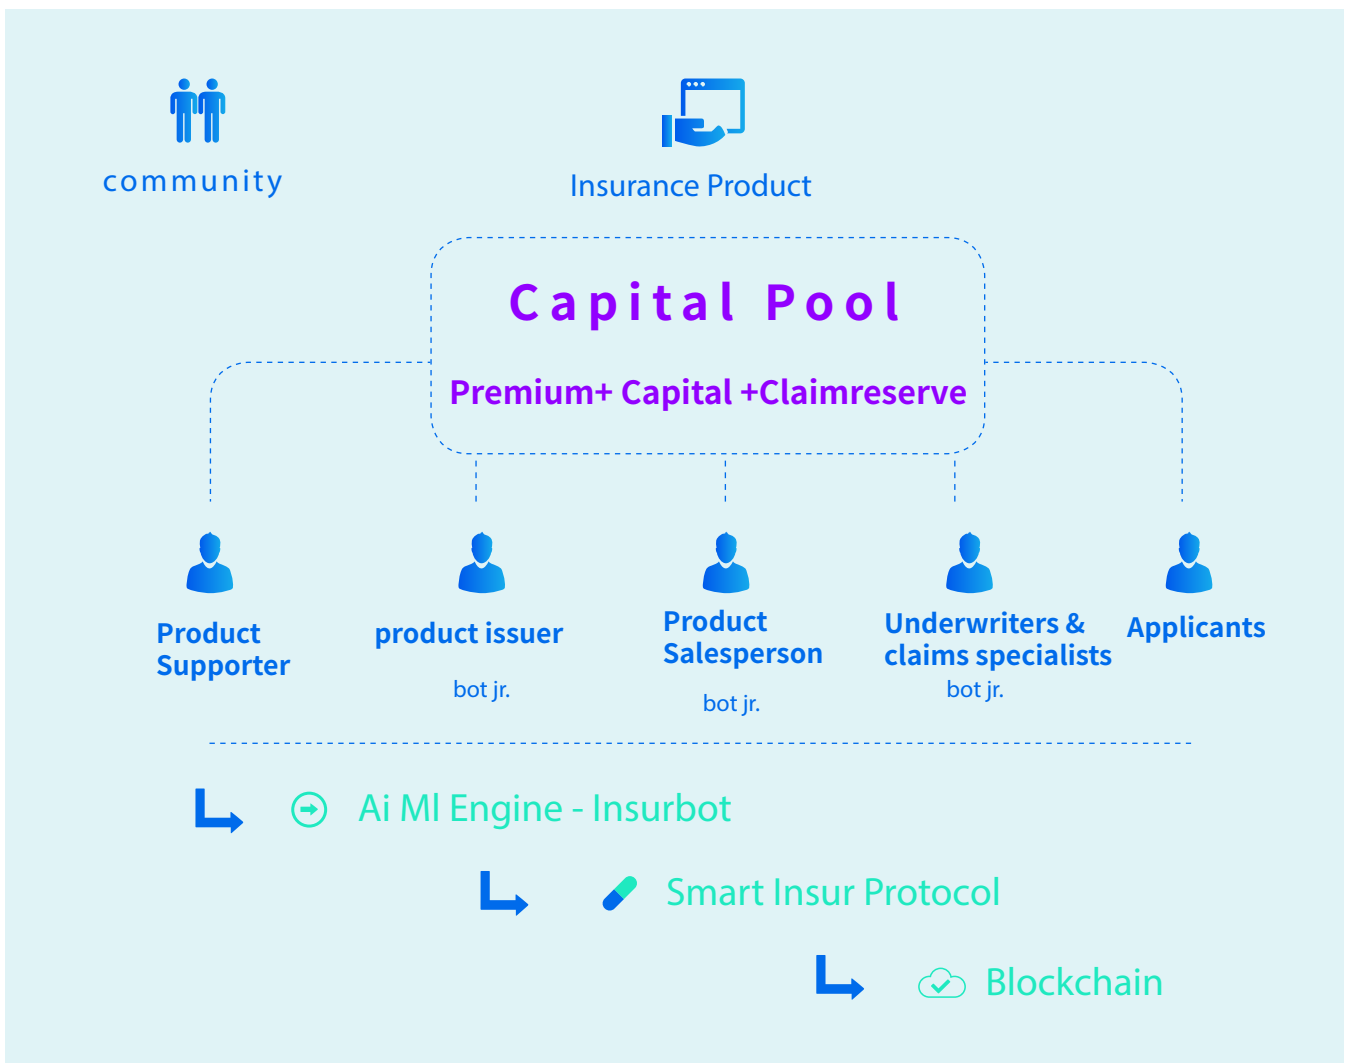 community
Insurance Product
Capital Pool
Premium+ Capital +Claimreserve
Product
Supporter
product issuer
bot jr.
Product
Salesperson
bot jr.
Underwriters &
claims specialists
bot jr.
Applicants
Ai Ml Engine - Insurbot
Smart Insur Protocol
Blockchain